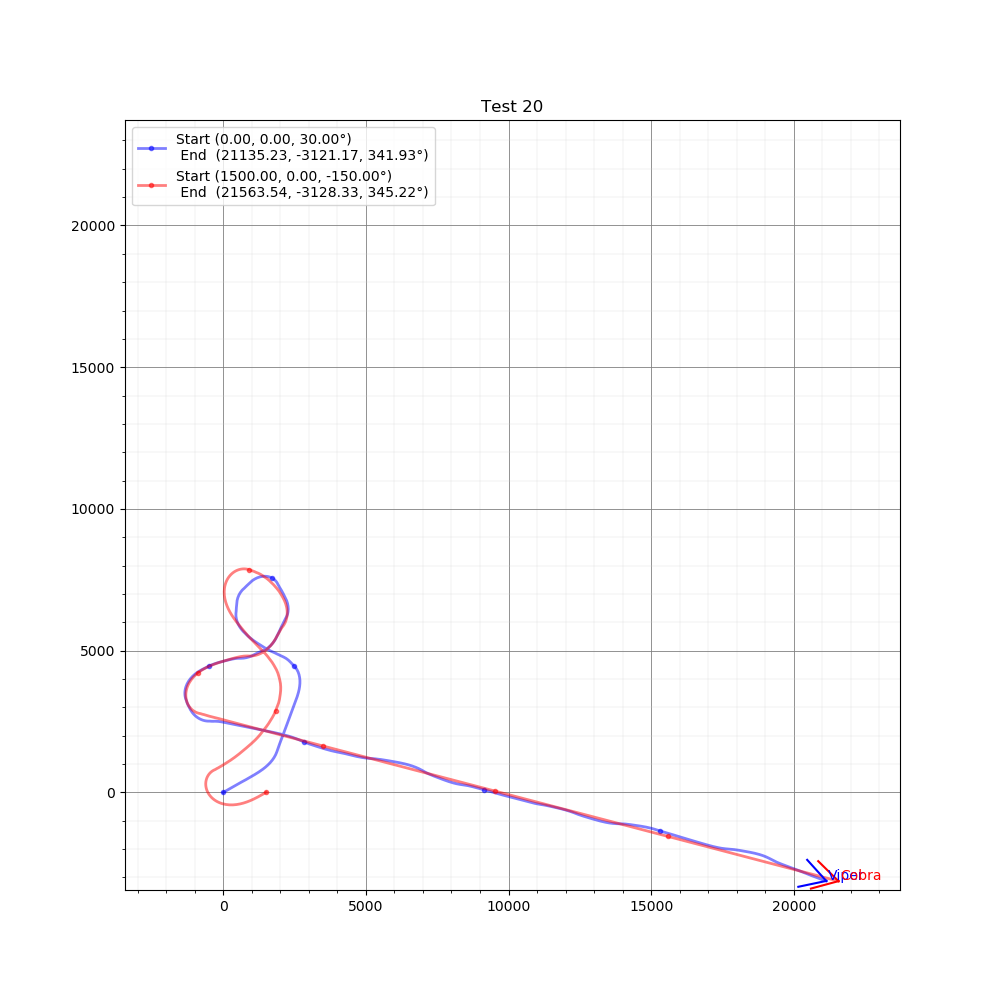 Test 20
Start (0.00, 0.00, 30.00°)
End  (21135.23, -3121.17, 341.93°)
Start (1500.00, 0.00, -150.00°)
End  (21563.54, -3128.33, 345.22°)
20000
15000
10000
5000
0
Viper
Cobra
0
5000
10000
15000
20000